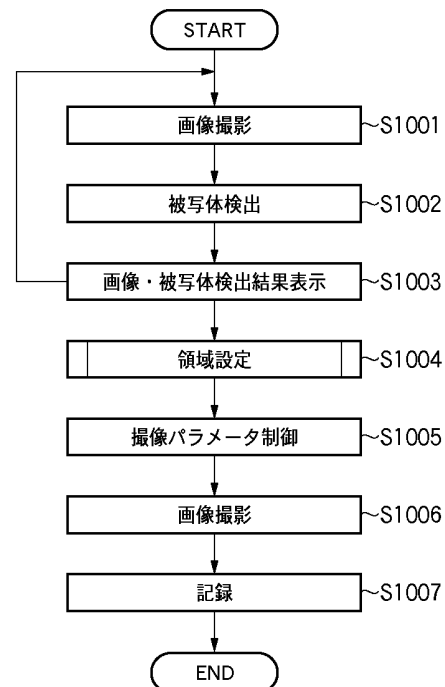 START
画像撮影 ~S1001
被写体検出 ~S1002
画像・被写体検出結果表示 ~S1003
領域設定 ~S1004
撮像パラメータ制御 ~S1005
画像撮影 ~S1006
記録 ~S1007
END